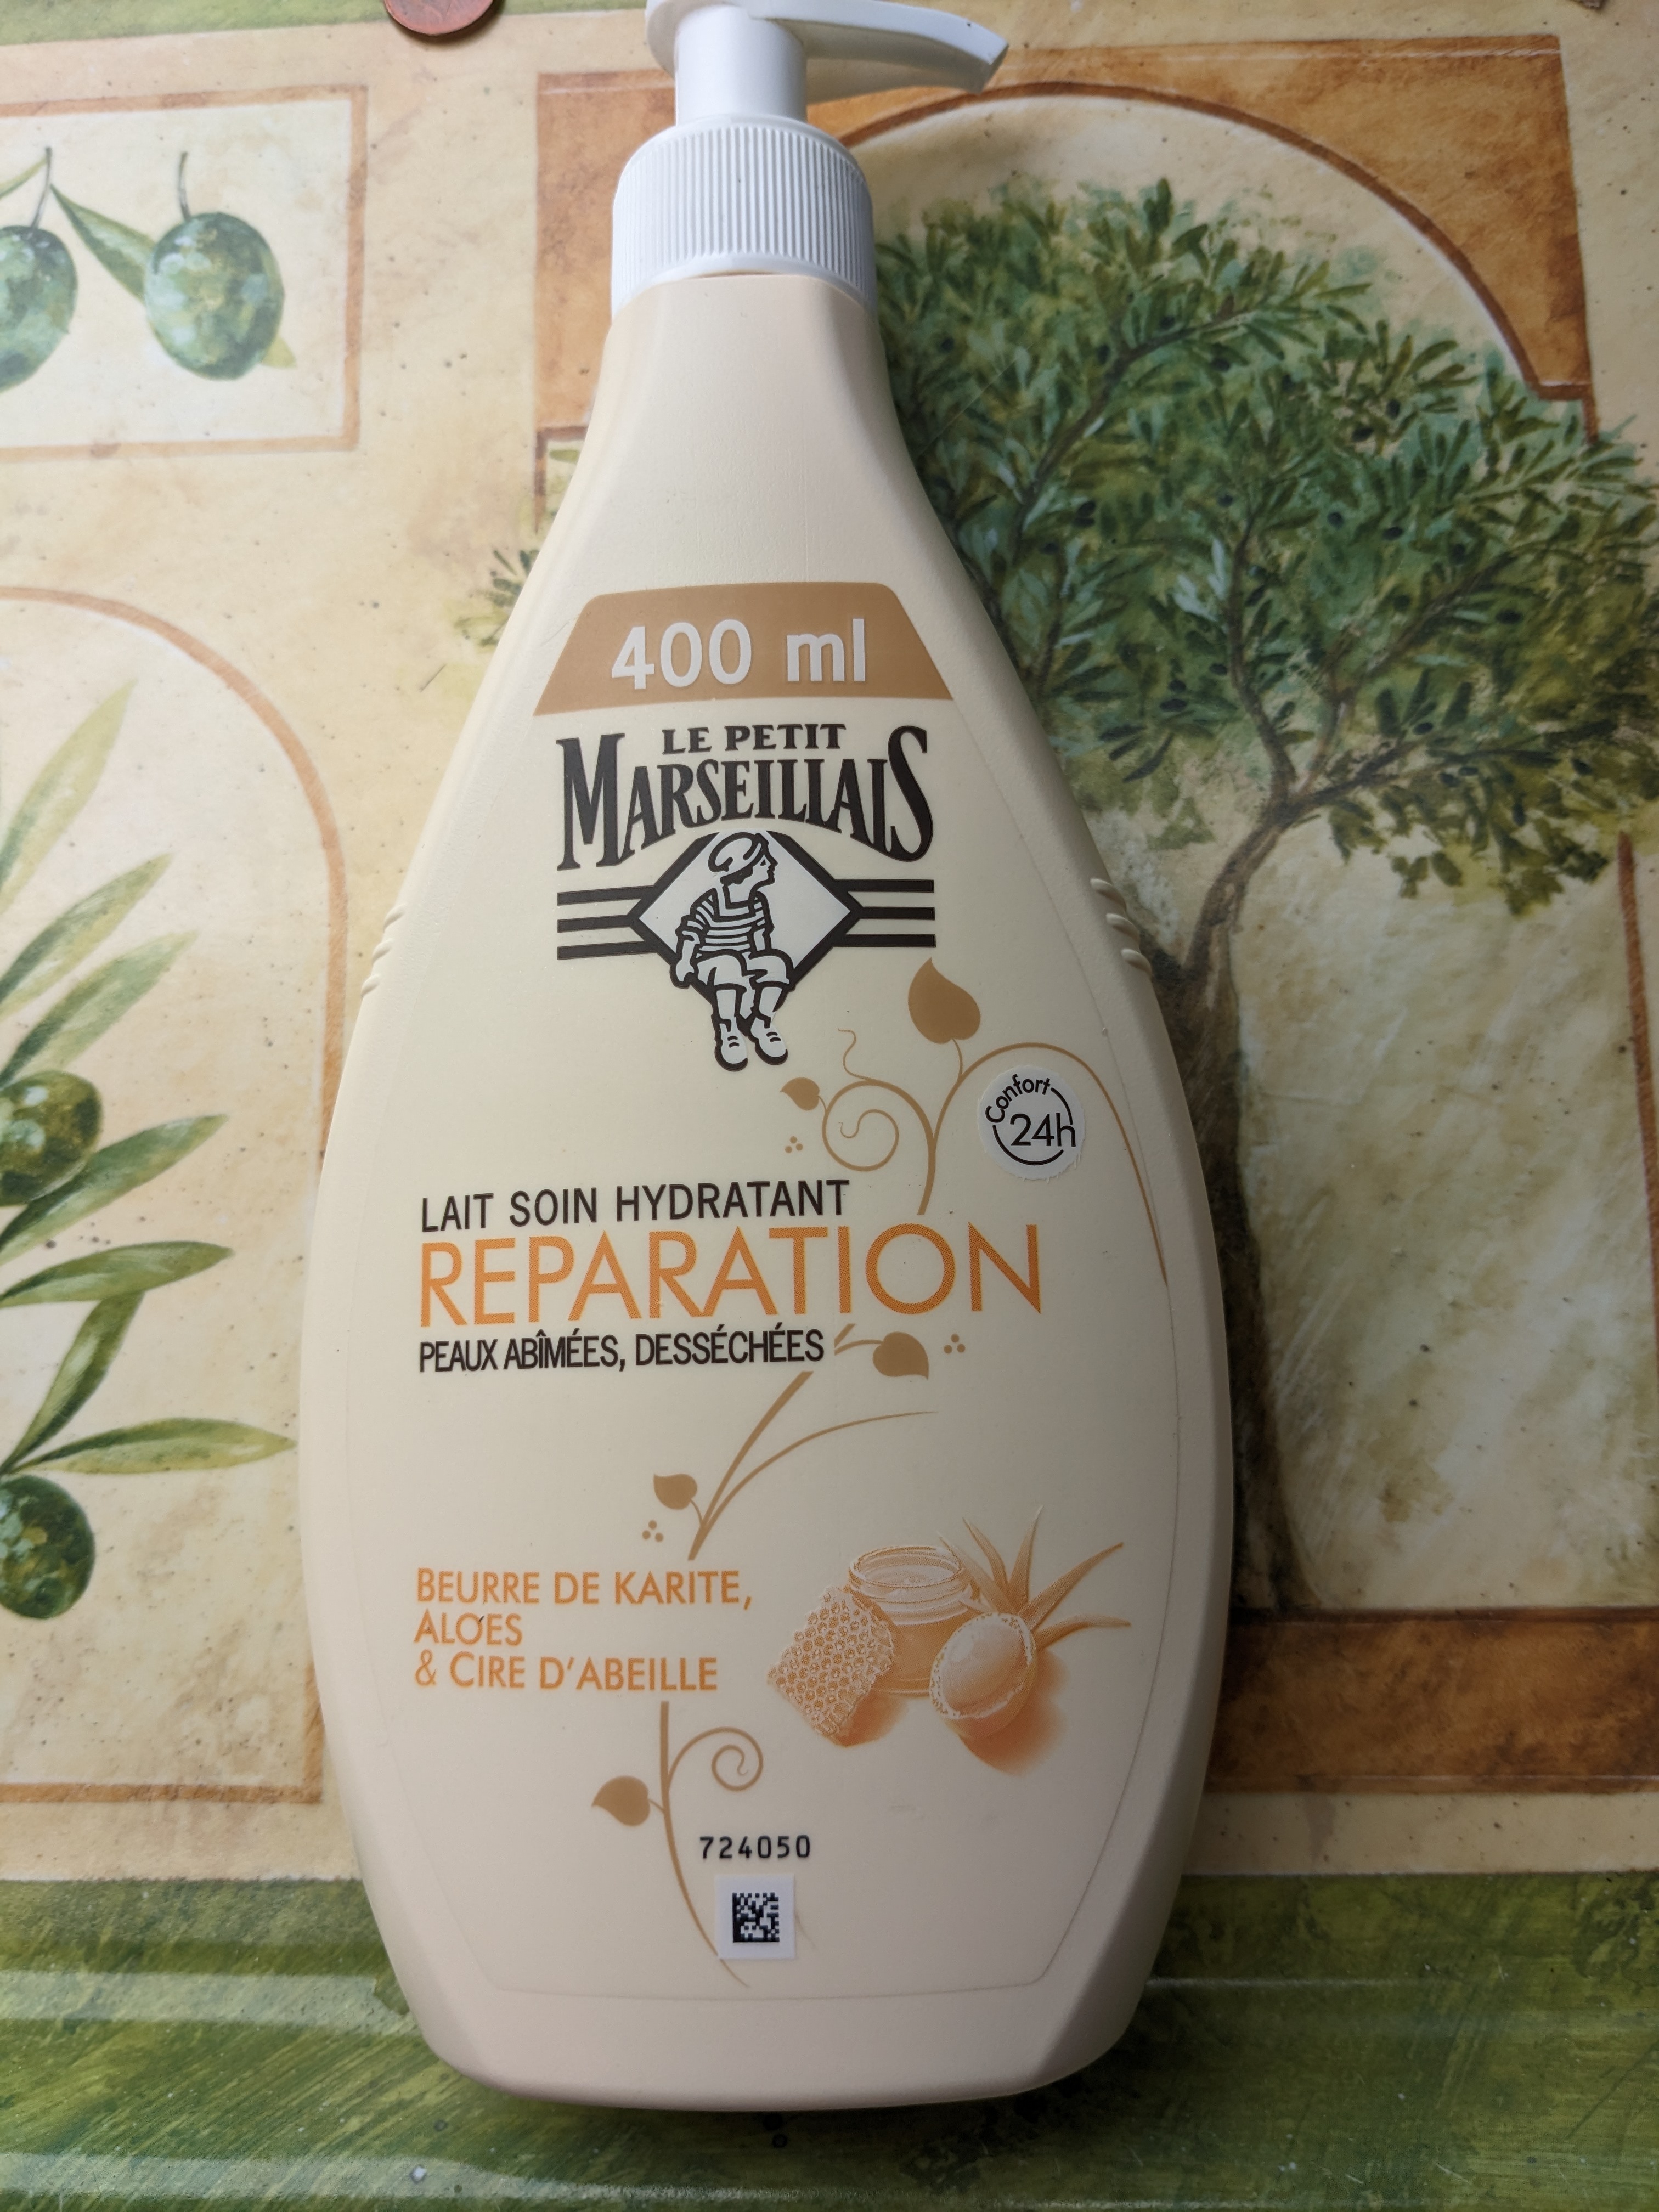 400 ml
LE PETIT
MARSEILLAIS
Confort
24h
LAIT SOIN HYDRATANT
REPARATION
PEAUX ABÎMÉES, DESSÉCHÉES
BEURRE DE KARITE,
ALOES
& CIRE D'ABEILLE
724050